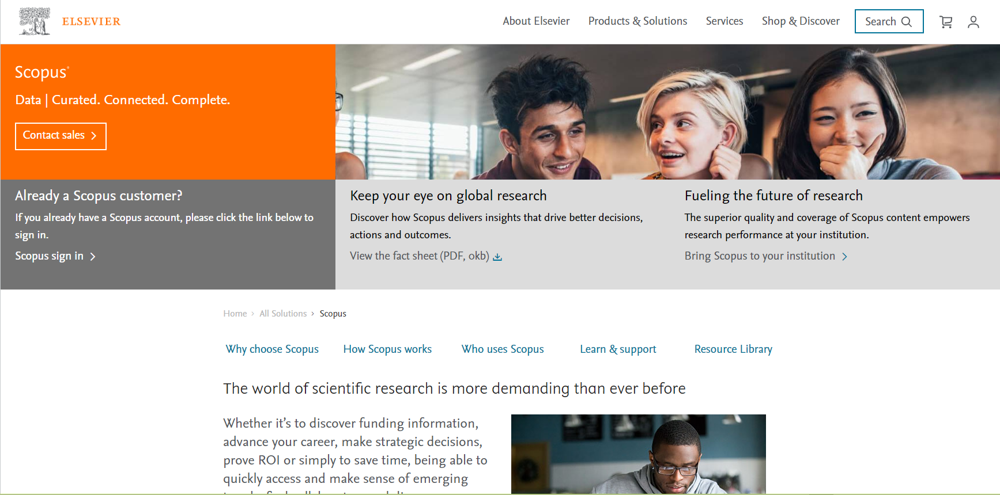 ELSEVIER
About Elsevier
Products & Solutions
Services
Shop & Discover
Search
Scopus®
Data | Curated. Connected. Complete.
Contact sales
Already a Scopus customer?
If you already have a Scopus account, please click the link below to
sign in.
Scopus sign in
Keep your eye on global research
Discover how Scopus delivers insights that drive better decisions,
actions and outcomes.
View the fact sheet (PDF, 0kb)
Fueling the future of research
The superior quality and coverage of Scopus content empowers
research performance at your institution.
Bring Scopus to your institution
Home > All Solutions > Scopus
Why choose Scopus
How Scopus works
Who uses Scopus
Learn & support
Resource Library
The world of scientific research is more demanding than ever before
Whether it’s to discover funding information,
advance your career, make strategic decisions,
prove ROI or simply to save time, being able to
quickly access and make sense of emerging